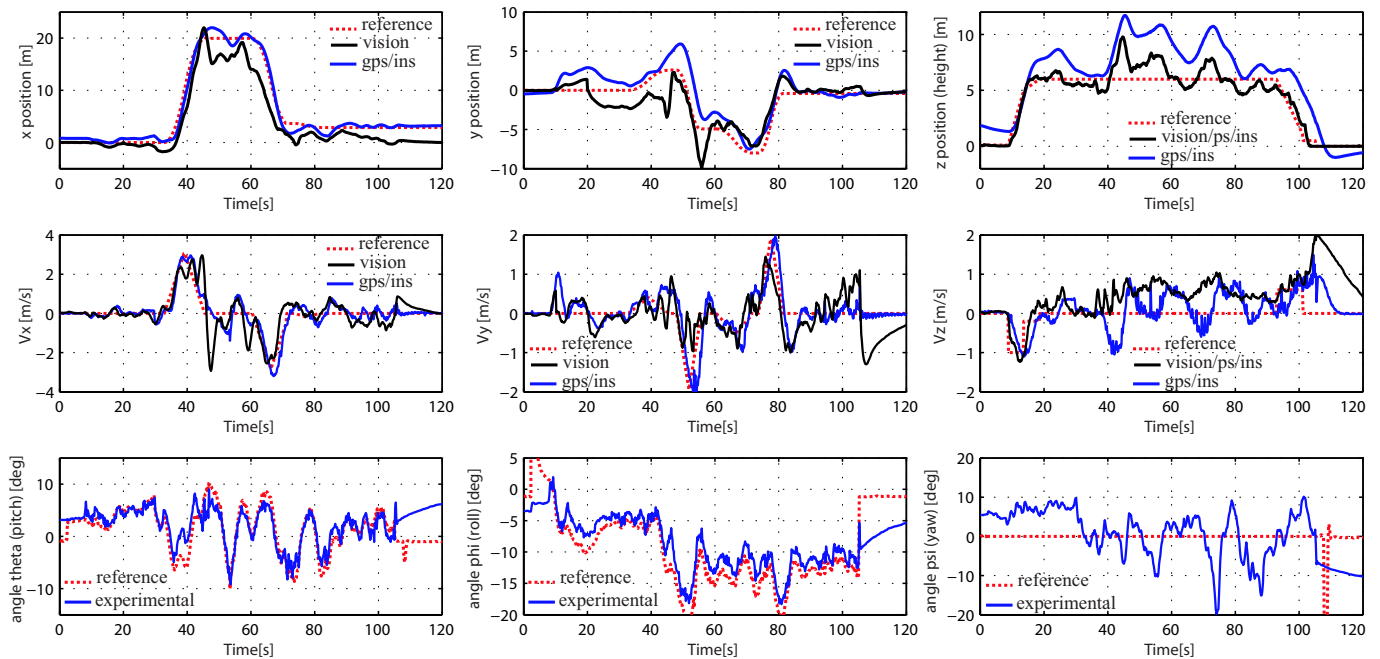 x position [m]
20
10
0
reference
vision
gps/ins
0 20 40 60 80 100 120
Time[s]
y position [m]
10
5
0
−5
−10
reference
vision
gps/ins
0 20 40 60 80 100 120
Time[s]
z position (height) [m]
10
5
0
reference
vision/ps/ins
gps/ins
0 20 40 60 80 100 120
Time[s]
Vx [m/s]
4
2
0
−2
−4
reference
vision
gps/ins
0 20 40 60 80 100 120
Time[s]
Vy [m/s]
2
1
0
−1
−2
reference
vision
gps/ins
0 20 40 60 80 100 120
Time[s]
Vz [m/s]
2
1
0
−1
−2
reference
vision/ps/ins
gps/ins
0 20 40 60 80 100 120
Time[s]
angle theta (pitch) [deg]
10
0
−10
reference
experimental
0 20 40 60 80 100 120
Time[s]
angle phi (roll) [deg]
5
0
−5
−10
−15
−20
reference
experimental
0 20 40 60 80 100 120
Time[s]
angle psi (yaw) [deg]
20
10
0
−10
−20
reference
experimental
0 20 40 60 80 100 120
Time[s]